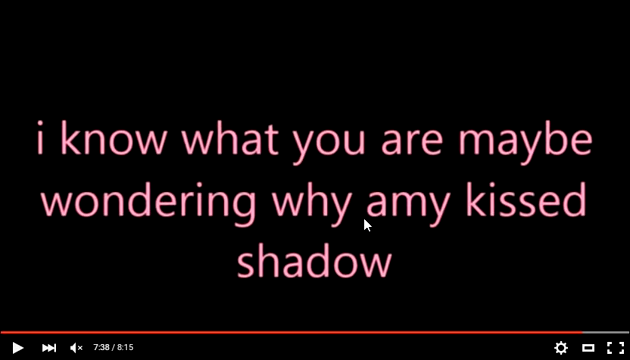 i know what you are maybe
wondering why amy kissed
shadow
7:38 / 8:15